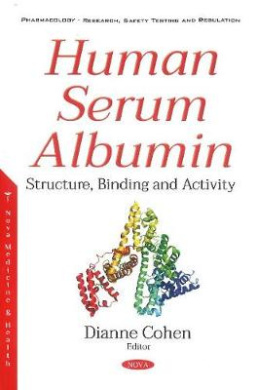 PHARMACOLOGY - RESEARCH, SAFETY TESTING AND REGULATION
Human
Serum
Albumin
Structure, Binding and Activity
Nova Medicine & Health
Dianne Cohen
Editor
NOVA